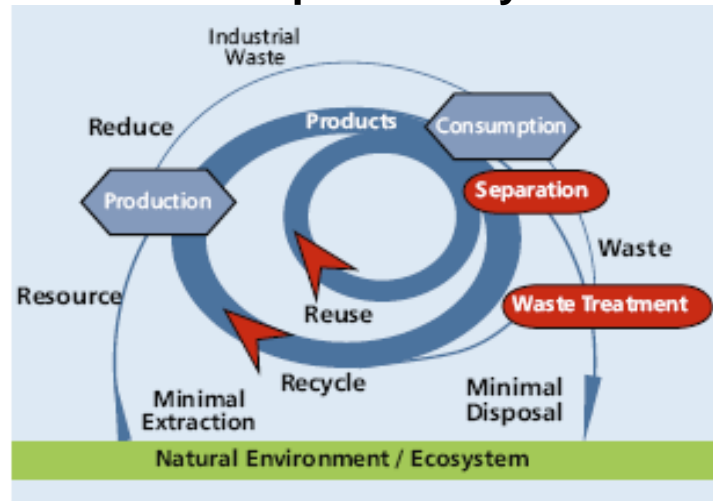 Industrial
Waste
Reduce
Products
Consumption
Production
Separation
Waste
Resource
Waste Treatment
Reuse
Recycle
Minimal
Extraction
Minimal
Disposal
Natural Environment / Ecosystem